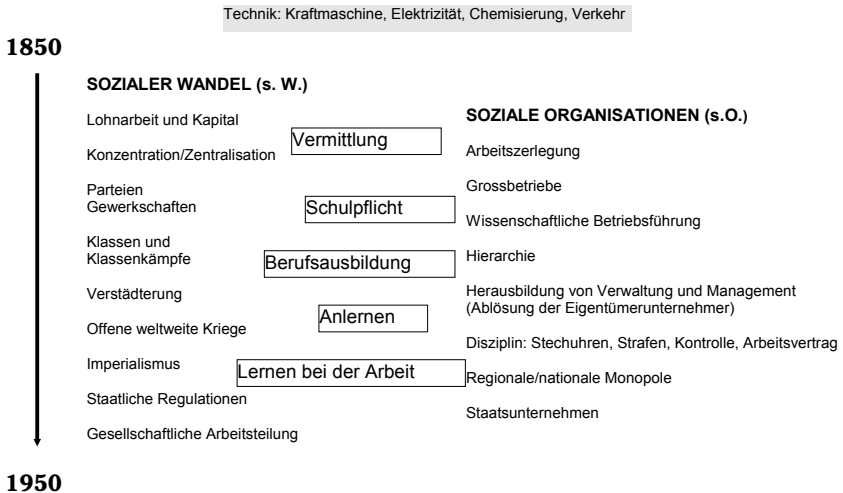 Technik: Kraftmaschine, Elektrizität, Chemisierung, Verkehr
1850
SOZIALER WANDEL (s. W.)
Lohnarbeit und Kapital
Konzentration/Zentralisation
Parteien
Gewerkschaften
Klassen und
Klassenkämpfe
Verstädterung
Offene weltweite Kriege
Imperialismus
Staatliche Regulationen
Gesellschaftliche Arbeitsteilung
Vermittlung
Schulpflicht
Berufsausbildung
Anlernen
Lernen bei der Arbeit
SOZIALE ORGANISATIONEN (s.O.)
Arbeitszerlegung
Grossbetriebe
Wissenschaftliche Betriebsführung
Hierarchie
Herausbildung von Verwaltung und Management
(Ablösung der Eigentümerunternehmer)
Disziplin: Stechuhren, Strafen, Kontrolle, Arbeitsvertrag
Regionale/nationale Monopole
Staatsunternehmen
1950